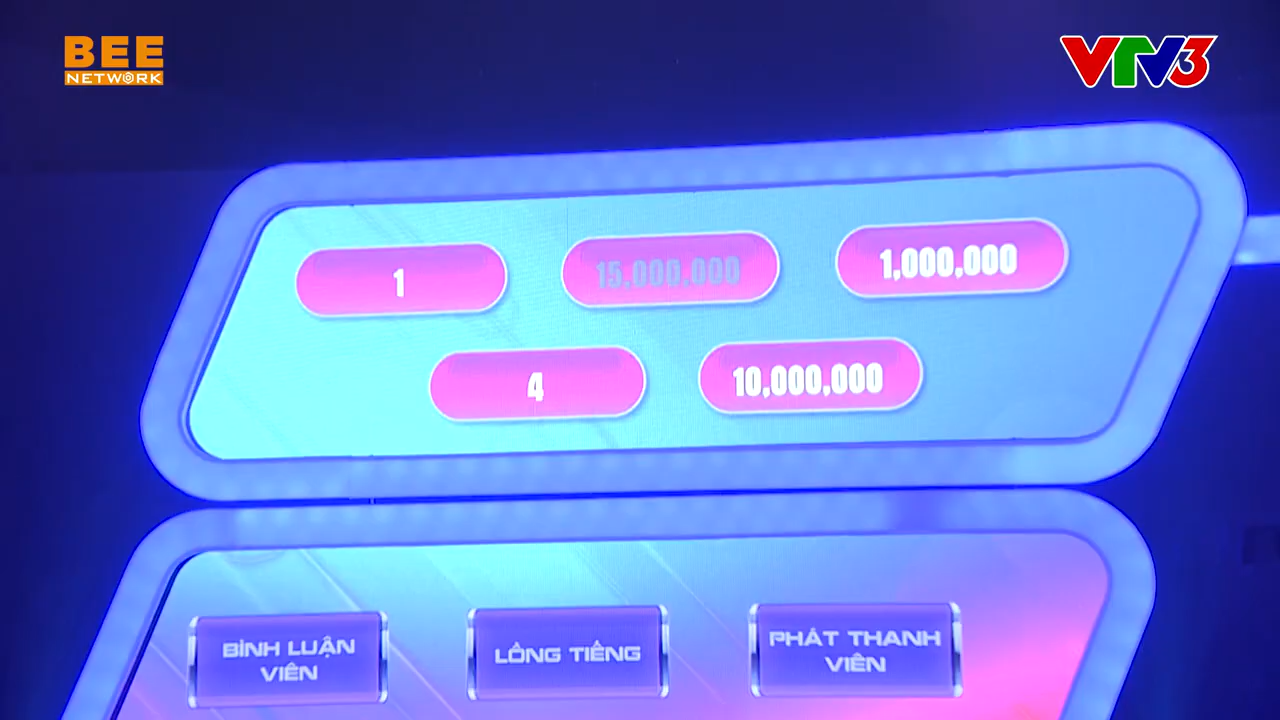 BEE
NETWORK
VTV3
1
15,000,000
1,000,000
4
10,000,000
BÌNH LUẬN
VIÊN
LỒNG TIẾNG
PHÁT THANH
VIÊN